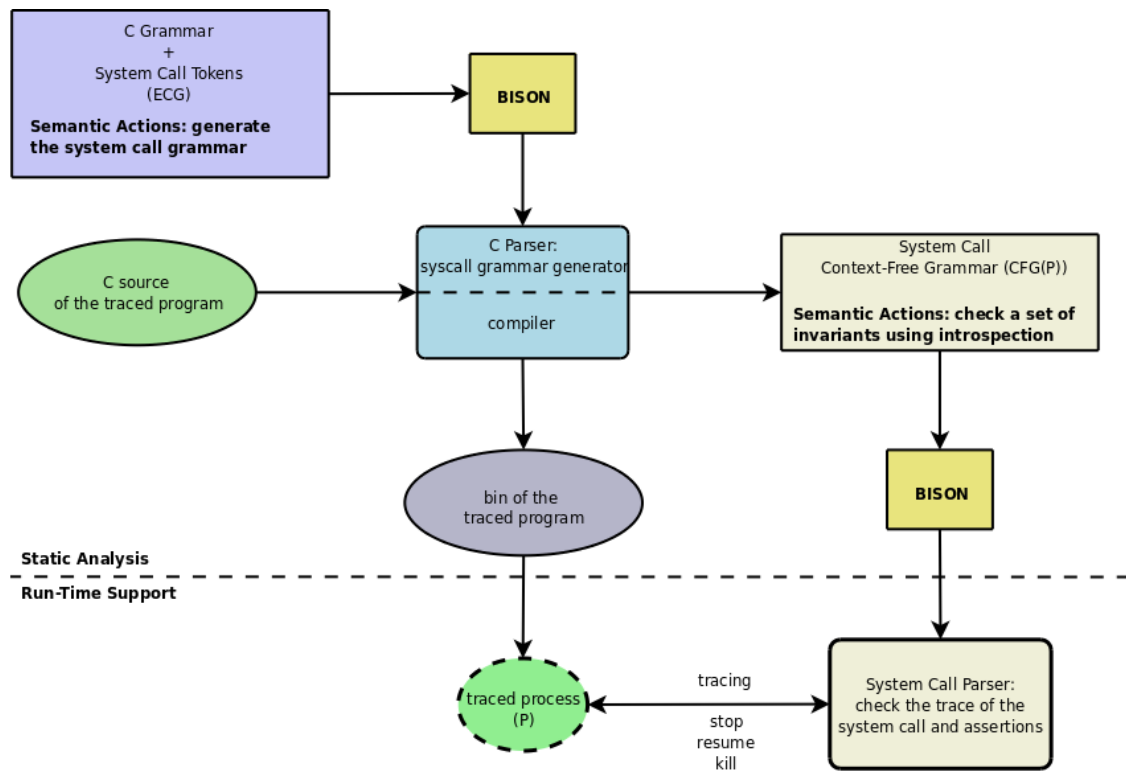 C Grammar
+
System Call Tokens
(ECG)
Semantic Actions: generate
the system call grammar
BISON
C source
of the traced program
C Parser:
syscall grammar generator
compiler
System Call
Context-Free Grammar (CFG(P))
Semantic Actions: check a set of
invariants using introspection
bin of the
traced program
BISON
Static Analysis
Run-Time Support
traced process
(P)
tracing
stop
resume
kill
System Call Parser:
check the trace of the
system call and assertions